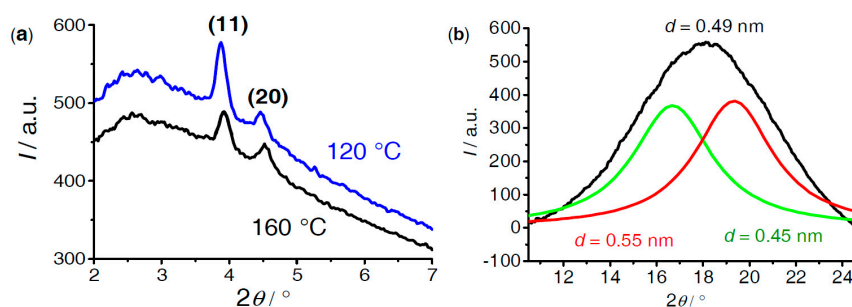 (a)
600
500
450
300
I / a.u.
(11)
(20)
120 °C
160 °C
2 3 4 5 6 7
2θ / °
(b)
600
500
400
300
200
100
0
-100
I / a.u.
d = 0.49 nm
d = 0.55 nm
d = 0.45 nm
12 14 16 18 20 22 24
2θ / °